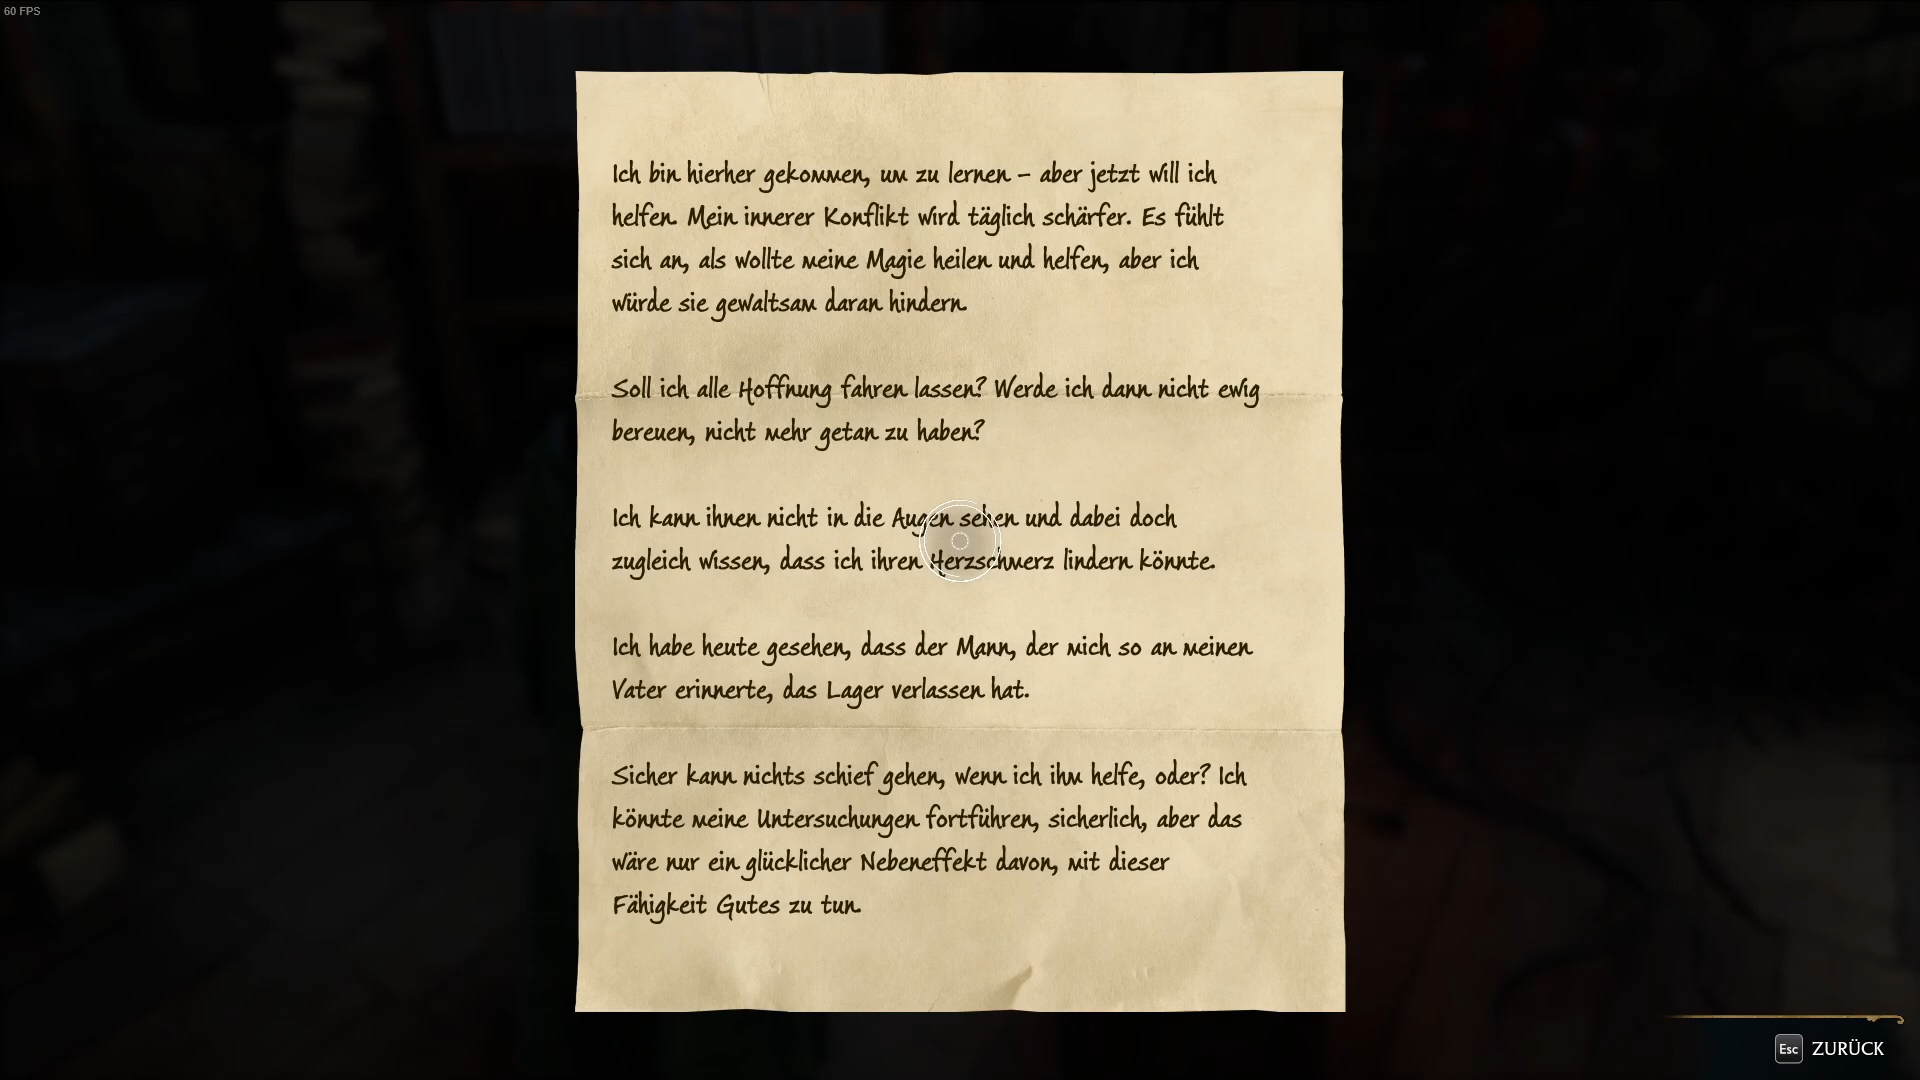 60 FPS
Ich bin hierher gekommen, um zu lernen – aber jetzt will ich
helfen. Mein innerer Konflikt wird täglich schärfer. Es fühlt
sich an, als wollte meine Magie heilen und helfen, aber ich
würde sie gewaltsam daran hindern.
Soll ich alle Hoffnung fahren lassen? Werde ich dann nicht ewig
bereuen, nicht mehr getan zu haben?
Ich kann ihnen nicht in die Augen sehen und dabei doch
zugleich wissen, dass ich ihren Herzschmerz lindern könnte.
Ich habe heute gesehen, dass der Mann, der mich so an meinen
Vater erinnerte, das Lager verlassen hat.
Sicher kann nichts schief gehen, wenn ich ihm helfe, oder? Ich
könnte meine Untersuchungen fortführen, sicherlich, aber das
wäre nur ein glücklicher Nebeneffekt davon, mit dieser
Fähigkeit Gutes zu tun.
Esc ZURÜCK